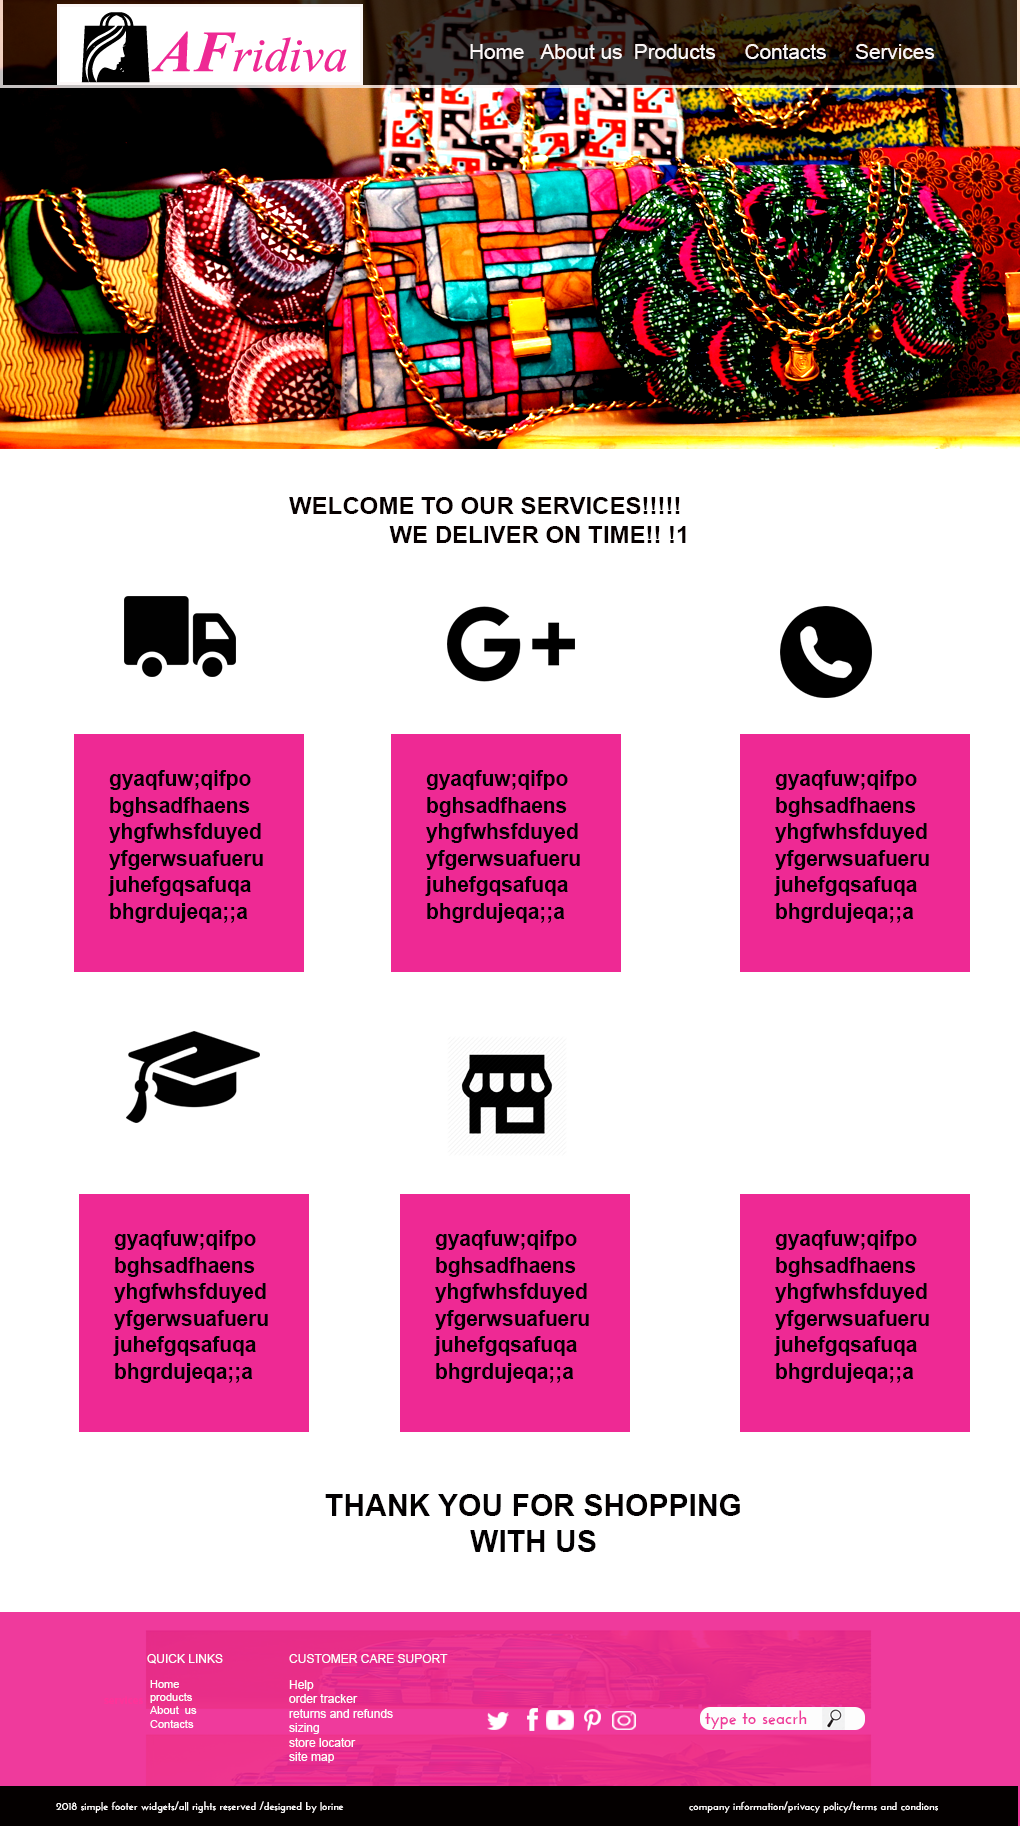 AFridiva
Home About us Products Contacts Services
WELCOME TO OUR SERVICES!!!!!
WE DELIVER ON TIME!! !!1
gyaqfuw;qifpo
bghsadfhaens
yhgfwhsfduyed
yfgerwsuafueru
juhefgqsafuqa
bhgrdujeqa;;a
gyaqfuw;qifpo
bghsadfhaens
yhgfwhsfduyed
yfgerwsuafueru
juhefgqsafuqa
bhgrdujeqa;;a
gyaqfuw;qifpo
bghsadfhaens
yhgfwhsfduyed
yfgerwsuafueru
juhefgqsafuqa
bhgrdujeqa;;a
gyaqfuw;qifpo
bghsadfhaens
yhgfwhsfduyed
yfgerwsuafueru
juhefgqsafuqa
bhgrdujeqa;;a
gyaqfuw;qifpo
bghsadfhaens
yhgfwhsfduyed
yfgerwsuafueru
juhefgqsafuqa
bhgrdujeqa;;a
gyaqfuw;qifpo
bghsadfhaens
yhgfwhsfduyed
yfgerwsuafueru
juhefgqsafuqa
bhgrdujeqa;;a
THANK YOU FOR SHOPPING
WITH US
QUICK LINKS
Home
products
About us
Contacts
CUSTOMER CARE SUPORT
Help
order tracker
returns and refunds
sizing
store locator
site map
type to seacrh
2018 simple footer widgets/all rights reserved /designed by lorine
company information/privacy policy/terms and condions